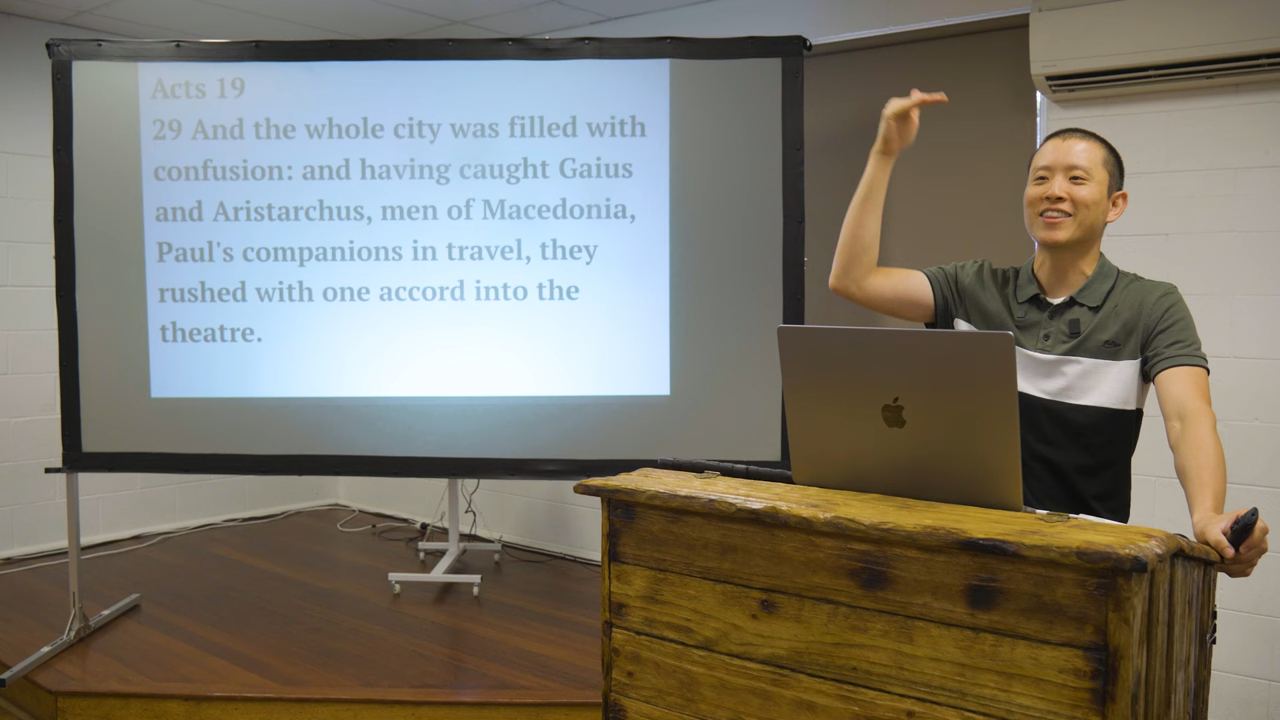 Acts 19
29 And the whole city was filled with
confusion: and having caught Gaius
and Aristarchus, men of Macedonia,
Paul's companions in travel, they
rushed with one accord into the
theatre.